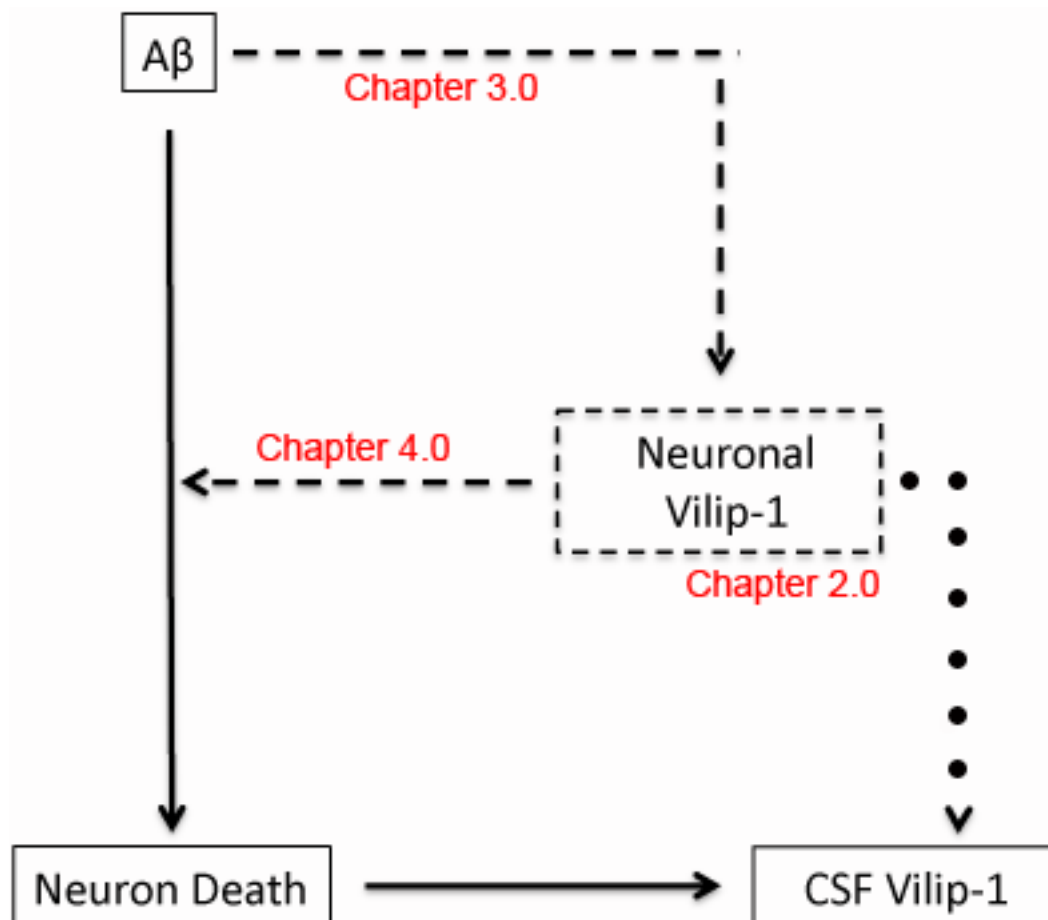 Aβ
Chapter 3.0
Chapter 4.0
Neuronal
Vilip-1
Chapter 2.0
Neuron Death
CSF Vilip-1